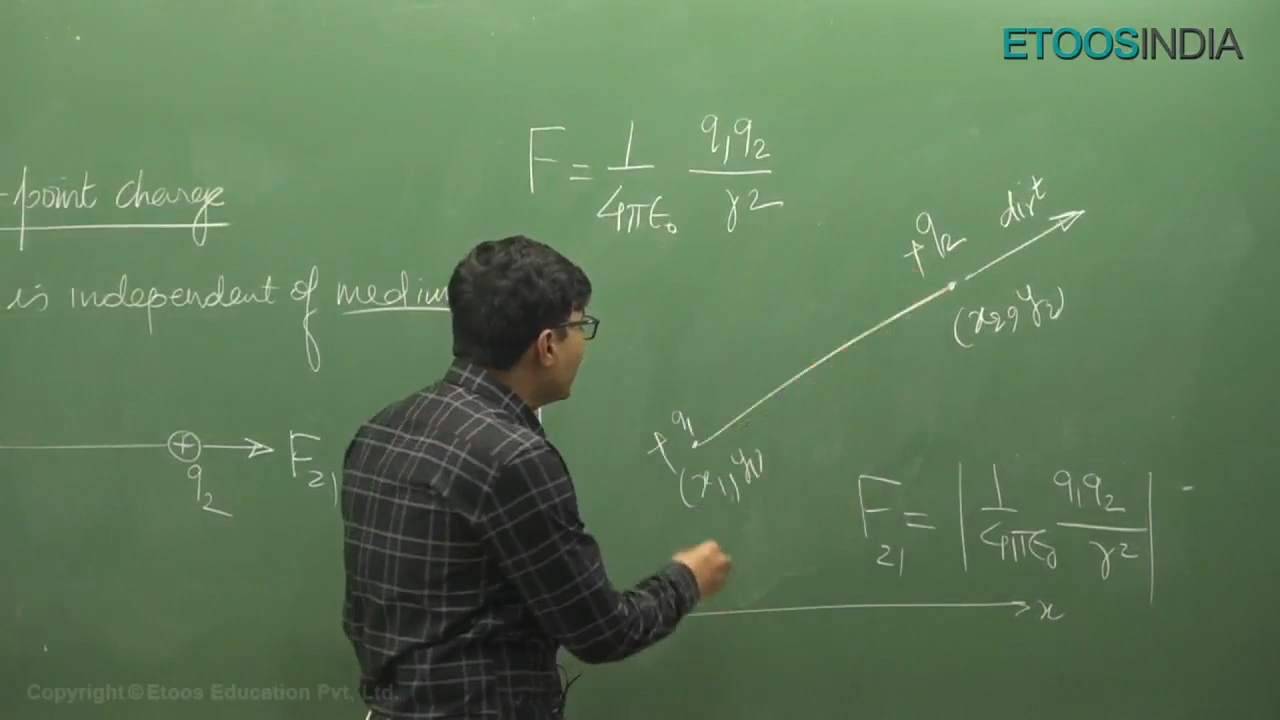 ETOOSINDIA
-point charge
is independent of medium
q2
F21
F = 1/4πε0 q1q2/r2
+q2 dirt
(x2, y2)
+q1
(x1, y1)
F21 = |1/4πε0 q1q2/r2| -
x
Copyright © Etoos Education Pvt. Ltd.